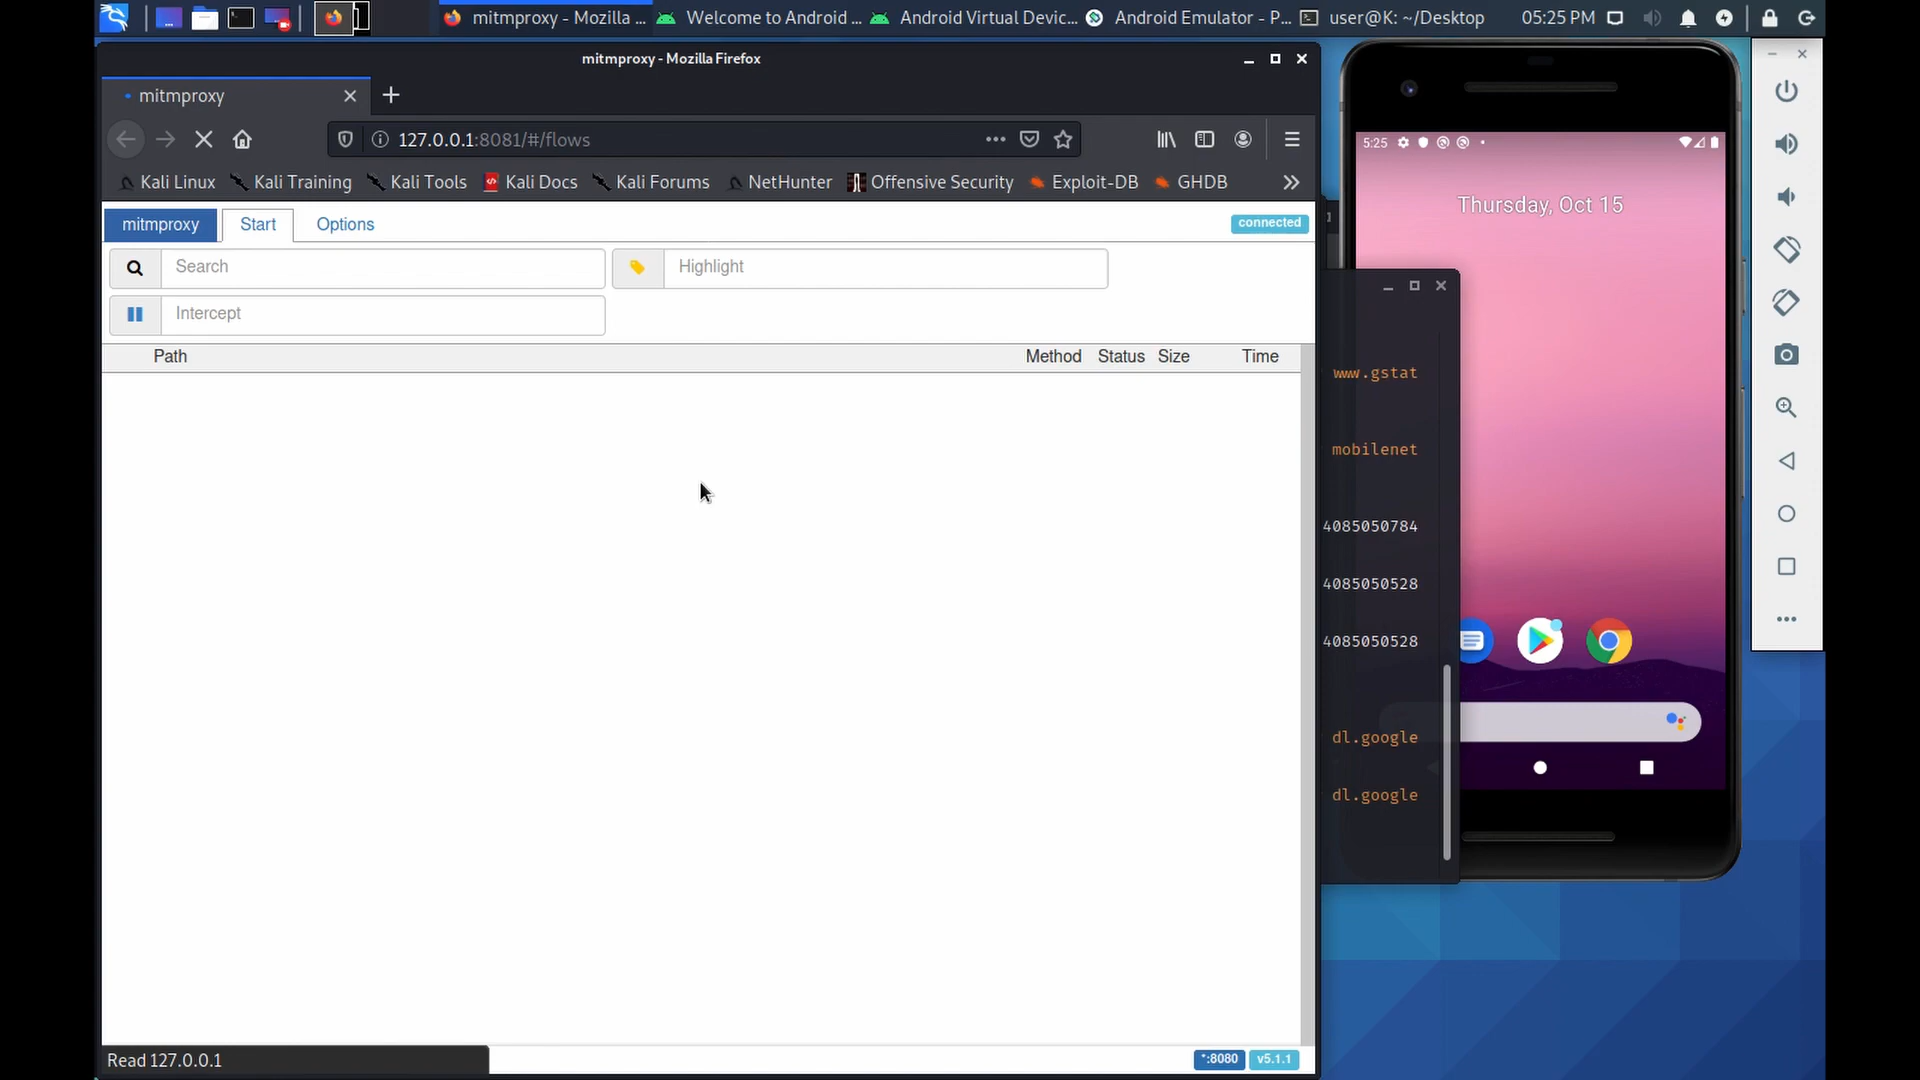 mitmproxy - Mozilla ...
Welcome to Android ...
Android Virtual Devic...
Android Emulator - P...
user@K: ~/Desktop
05:25 PM
mitmproxy - Mozilla Firefox
mitmproxy
127.0.0.1:8081/#/flows
Kali Linux
Kali Training
Kali Tools
Kali Docs
Kali Forums
NetHunter
Offensive Security
Exploit-DB
GHDB
mitmproxy
Start
Options
connected
Search
Highlight
Intercept
Path
Method
Status
Size
Time
Read 127.0.0.1
*:8080
v5.1.1
www.gstat
mobilenet
4085050784
4085050528
4085050528
dl.google
dl.google
5:25
Thursday, Oct 15